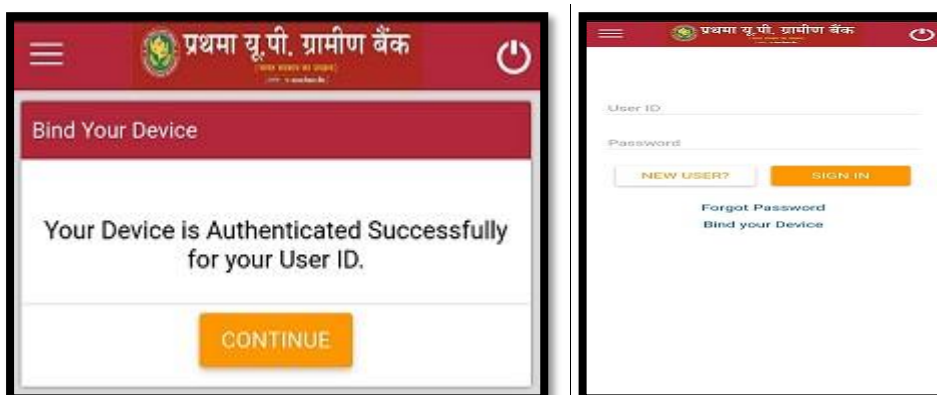 प्रथमा यू.पी. ग्रामीण बैंक
Bind Your Device
Your Device is Authenticated Successfully
for your User ID.
CONTINUE
प्रथमा यू.पी. ग्रामीण बैंक
User ID
Password
NEW USER?
SIGN IN
Forgot Password
Bind your Device